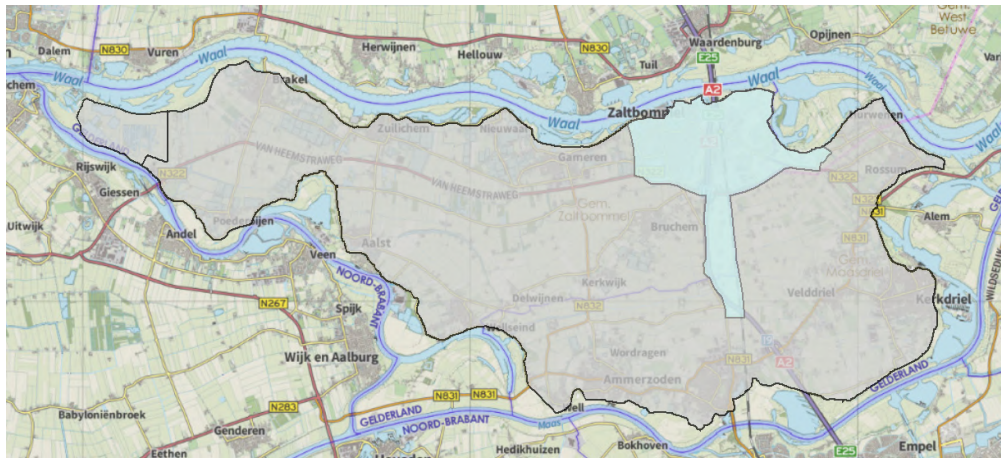 Gem.
West
Betuwe
Dalem
N830
Vuren
Herwijnen
Hellouw
N830
Waardenburg
Opijnen
Tuil
E25
A2
Waal
Waal
Waal
Waal
Waal
Brakel
Zuilichem
Nieuwaal
Gameren
Zaltbommel
Hurwenen
Rossum
VAN HEEMSTRAWEG
VAN HEEMSTRAWEG
N322
N322
Rijswijk
Giessen
Uitwijk
Andel
Poederoijen
Veen
Aalst
Gem.
Zaltbommel
Bruchem
N831
Alem
N831
Gem.
Maasdriel
Kerkdriel
WILDSEDIJK
Kerkwijk
Delwijnen
N832
Velddriel
N267
NOORD-BRABANT
Spijk
Wellseind
Wijk en Aalburg
Wordragen
N831
A2
Ammerzoden
GELDERLAND
N831
N831
N283
Babyloniënbroek
GELDERLAND
NOORD-BRABANT
Genderen
Well
Maas
Eethen
Hedikhuizen
Bokhoven
E25
Empel